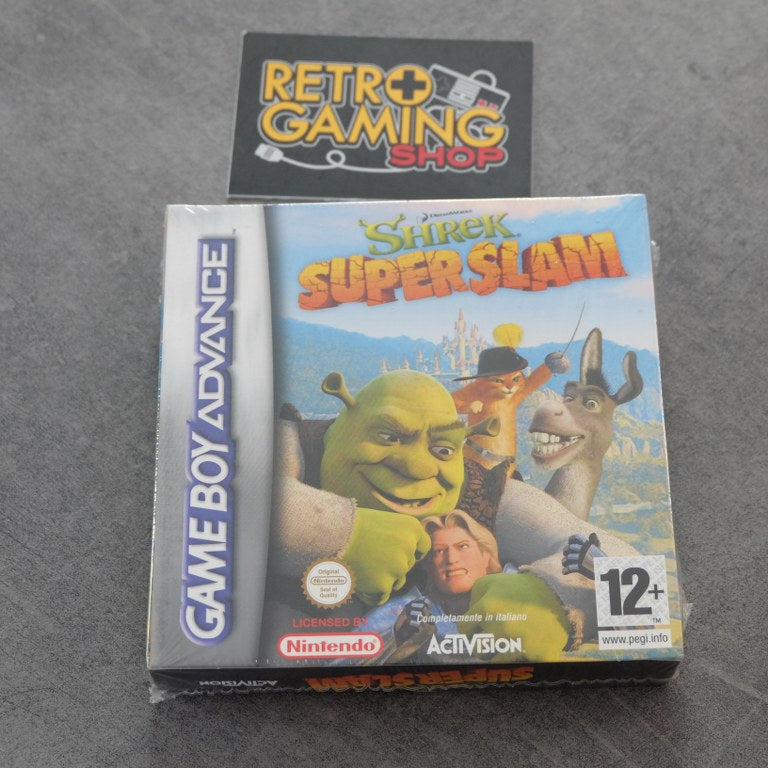 RETRO
GAMING
SHOP
GAME BOY ADVANCE
DreamWorks
SHREK
SUPER SLAM
Original
Nintendo
Seal of
Quality
LICENSED BY
Nintendo
Completamente in italiano
ACTIVISION
12+
TM
www.pegi.info
ACTIVISION
SUPER SLAM